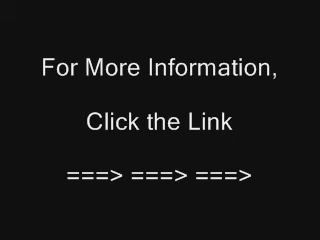 For More Information,
Click the Link
===> ===> ===>